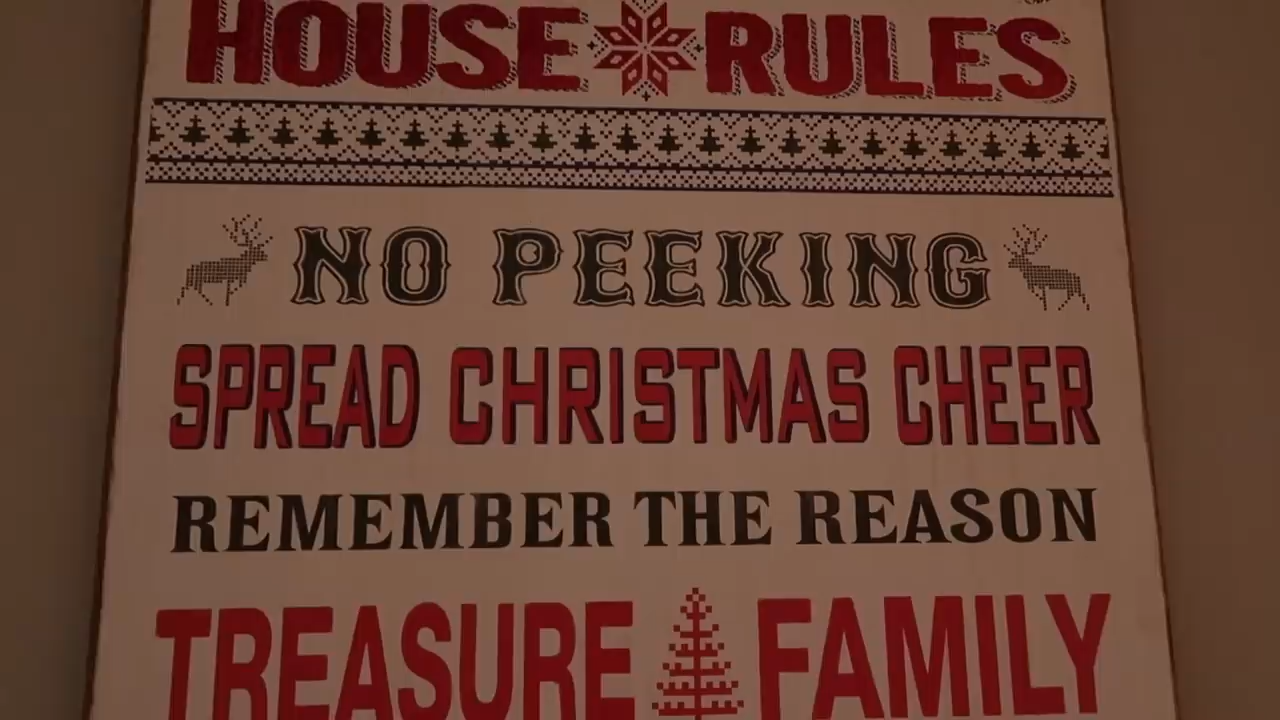 HOUSE RULES
NO PEEKING
SPREAD CHRISTMAS CHEER
REMEMBER THE REASON
TREASURE FAMILY